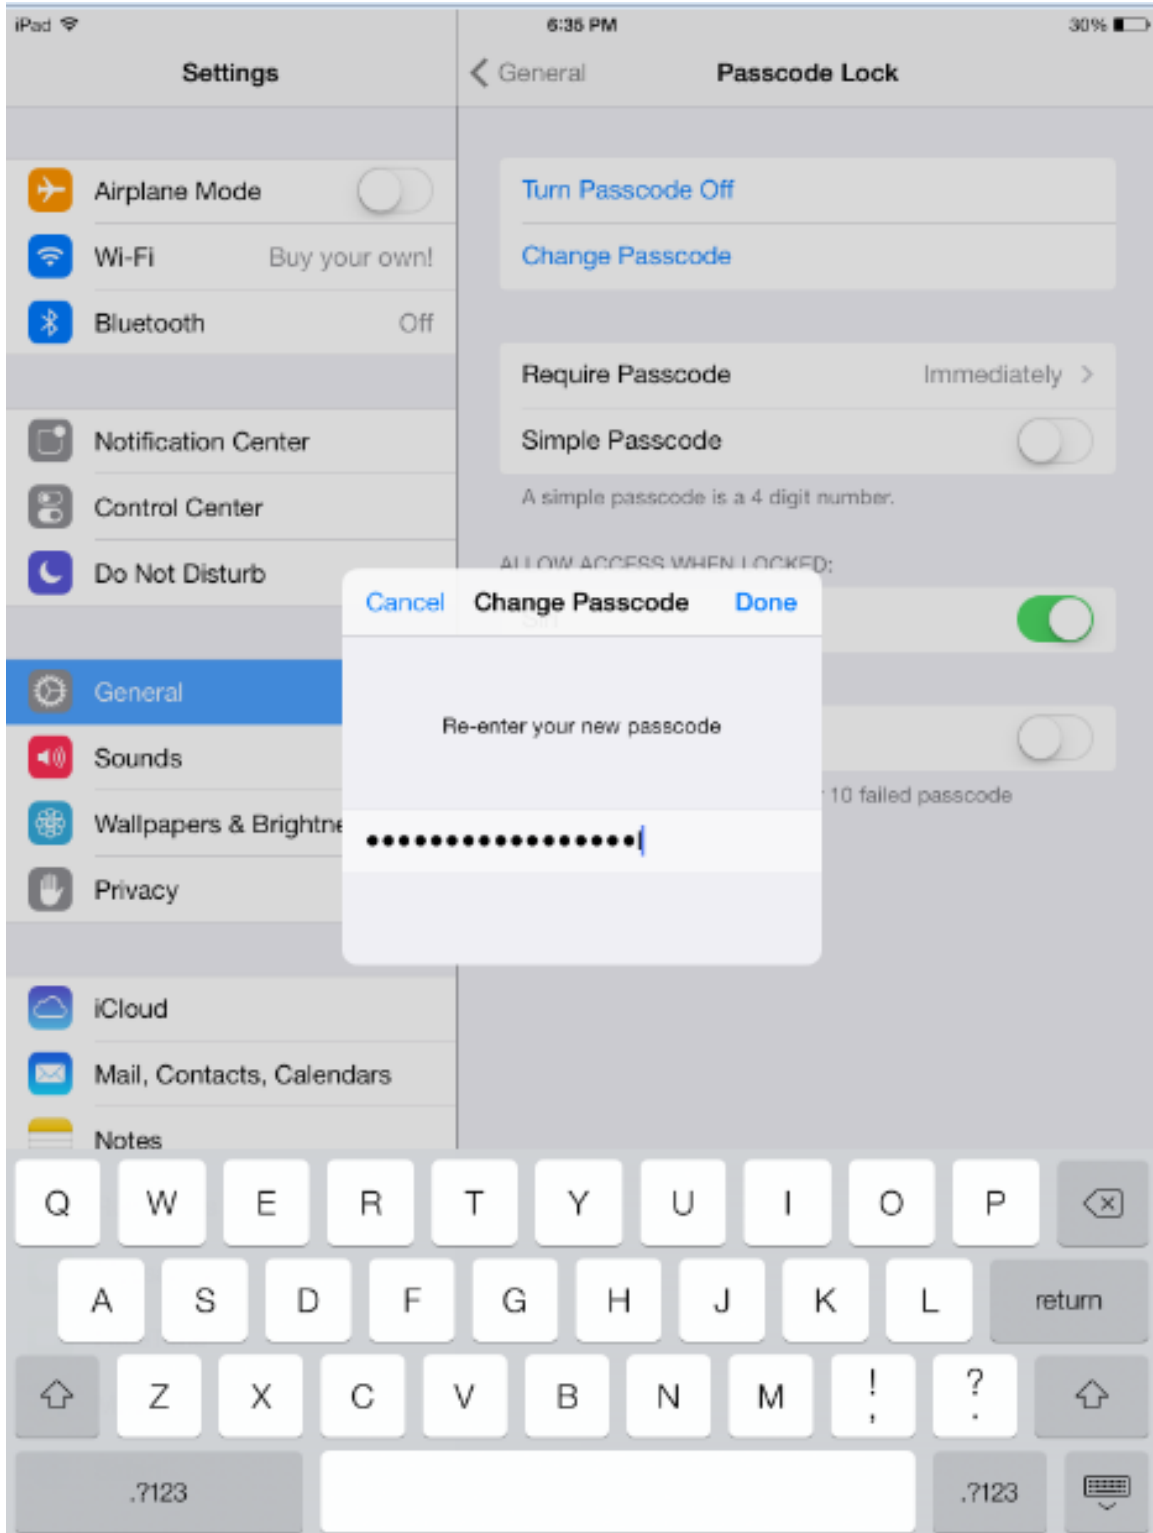 iPad 6:35 PM 30%
Settings
General Passcode Lock
Airplane Mode
Wi-Fi Buy your own!
Bluetooth Off
Notification Center
Control Center
Do Not Disturb
General
Sounds
Wallpapers & Brightne
Privacy
iCloud
Mail, Contacts, Calendars
Notes
Turn Passcode Off
Change Passcode
Require Passcode Immediately
Simple Passcode
A simple passcode is a 4 digit number.
ALLOW ACCESS WHEN LOCKED:
Siri
10 failed passcode
Cancel Change Passcode Done
Re-enter your new passcode
•••••••••••••••••
Q W E R T Y U I O P
A S D F G H J K L return
Z X C V B N M ! , ? .
.?123 .?123